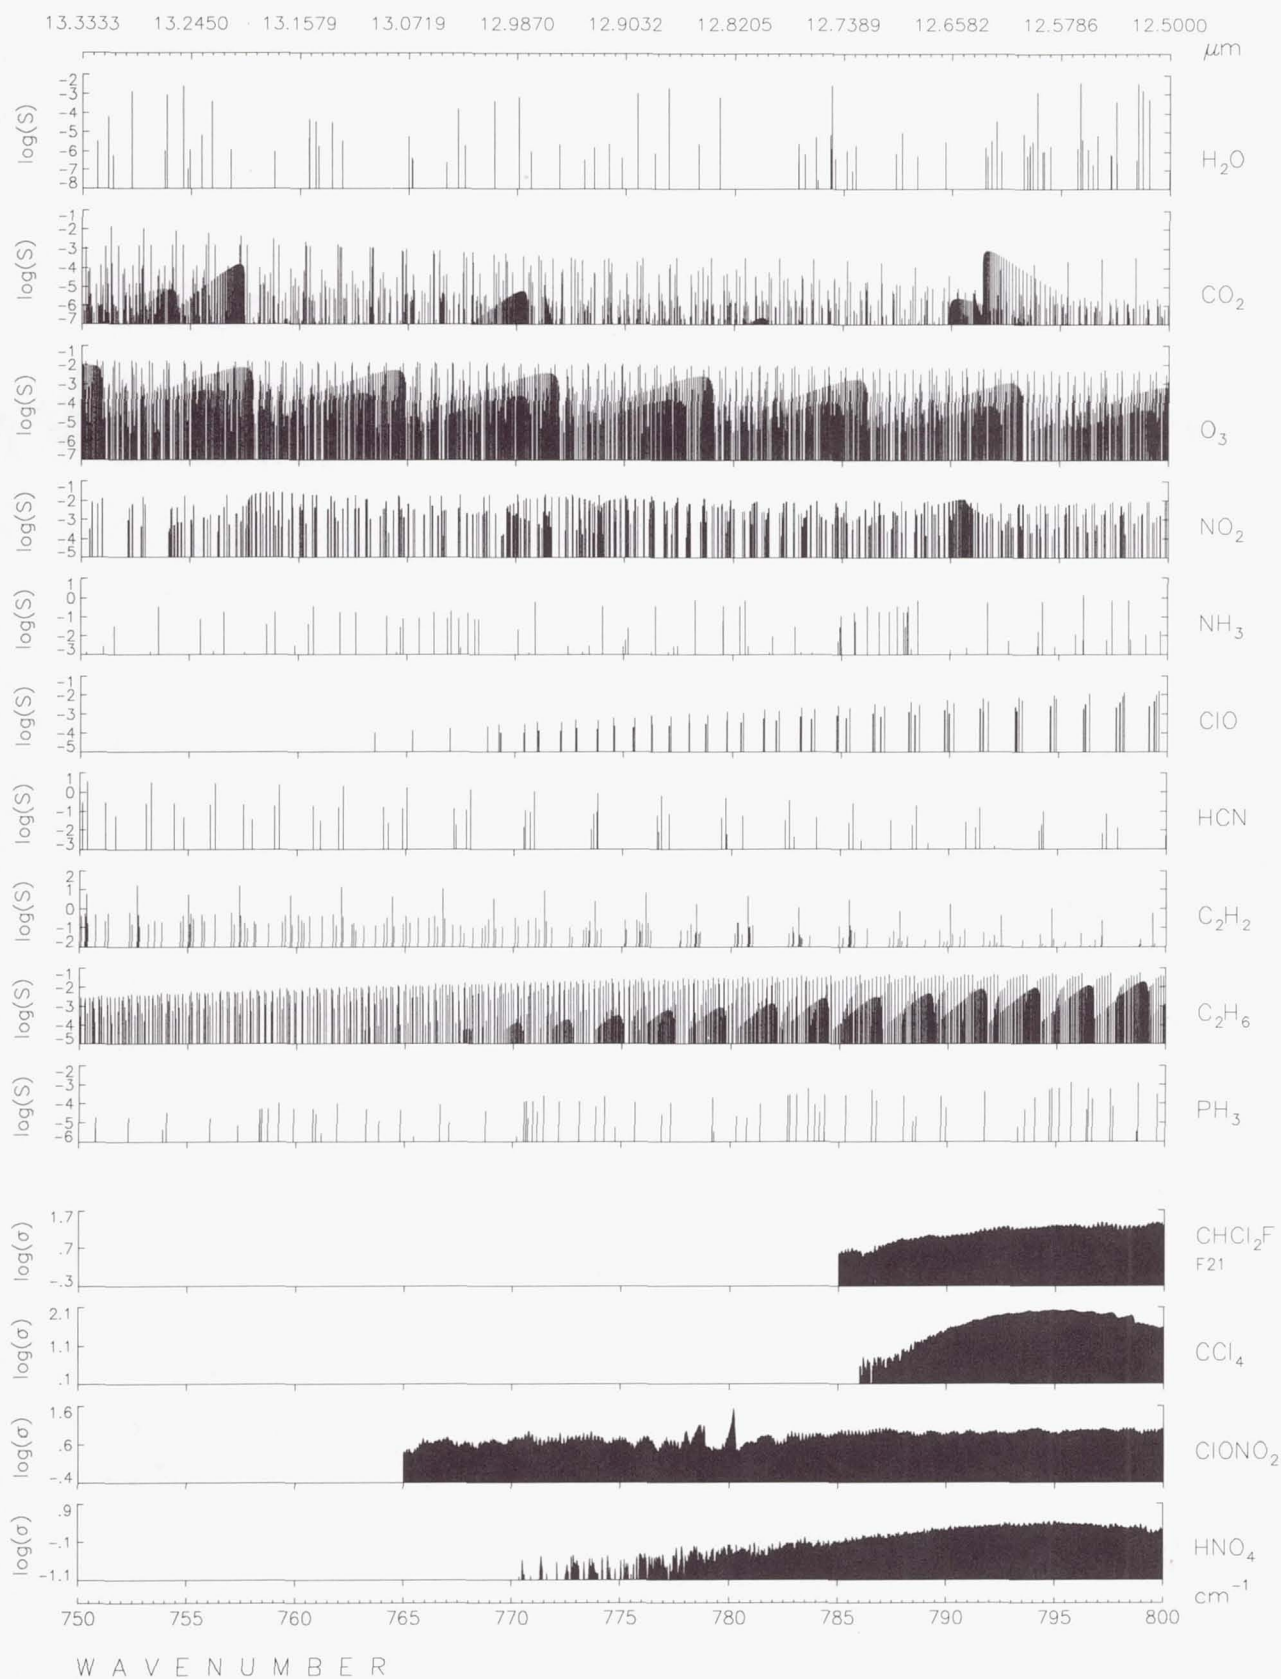 13.3333 13.2450 13.1579 13.0719 12.9870 12.9032 12.8205 12.7389 12.6582 12.5786 12.5000
μm
-2
-3
-4
-5
-6
-7
-8
log(S)
H₂O
-1
-2
-3
-4
-5
-6
-7
log(S)
CO₂
-1
-2
-3
-4
-5
-6
-7
log(S)
O₃
-1
-2
-3
-4
-5
log(S)
NO₂
1
0
-1
-2
-3
log(S)
NH₃
-1
-2
-3
-4
-5
log(S)
ClO
1
0
-1
-2
-3
log(S)
HCN
2
1
0
-1
-2
log(S)
C₂H₂
-1
-2
-3
-4
-5
log(S)
C₂H₆
-2
-3
-4
-5
-6
log(S)
PH₃
1.7
.7
-.3
log(σ)
CHCl₂F
F21
2.1
1.1
.1
log(σ)
CCl₄
1.6
.6
-.4
log(σ)
ClONO₂
.9
-.1
-1.1
log(σ)
HNO₄
cm⁻¹
750 755 760 765 770 775 780 785 790 795 800
WAVENUMBER